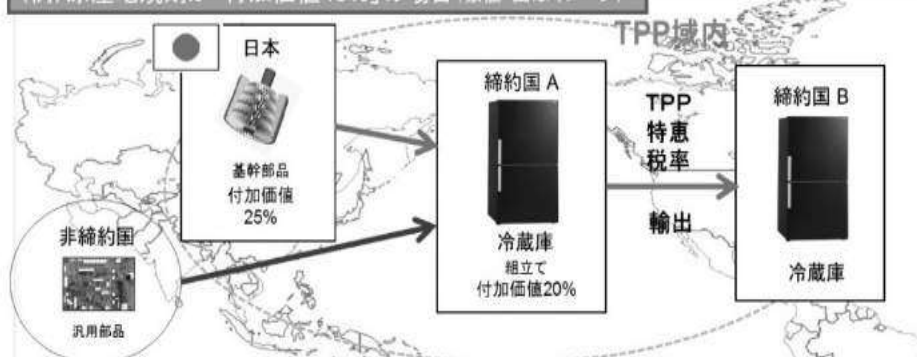 TPP域内
日本
基幹部品
付加価値
25%
非締約国
汎用部品
締約国 A
冷蔵庫
組立て
付加価値20%
TPP
特恵
税率
輸出
締約国 B
冷蔵庫